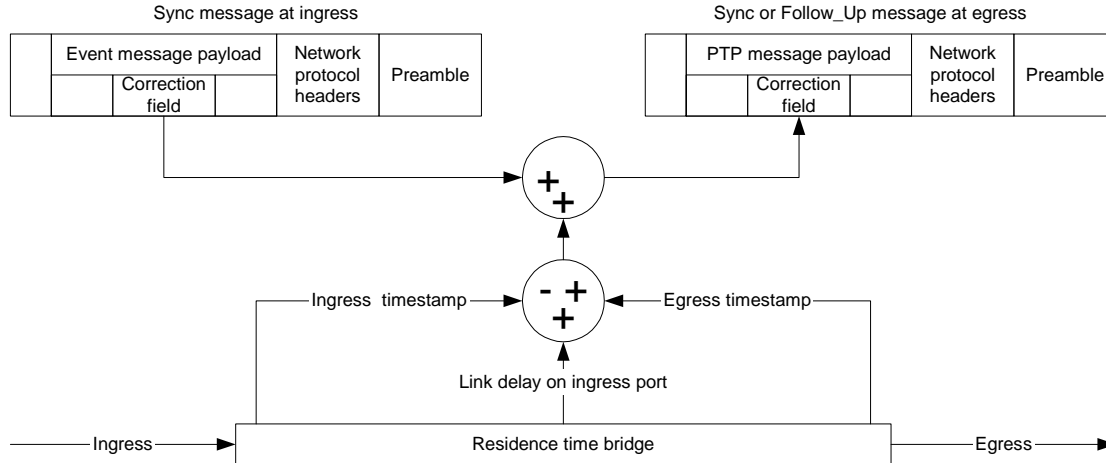 Sync message at ingress
Sync or Follow_Up message at egress
Event message payload
Correction
field
Network
protocol
headers
Preamble
PTP message payload
Correction
field
Network
protocol
headers
Preamble
+
+
Ingress timestamp
- +
+
Egress timestamp
Link delay on ingress port
Ingress
Residence time bridge
Egress